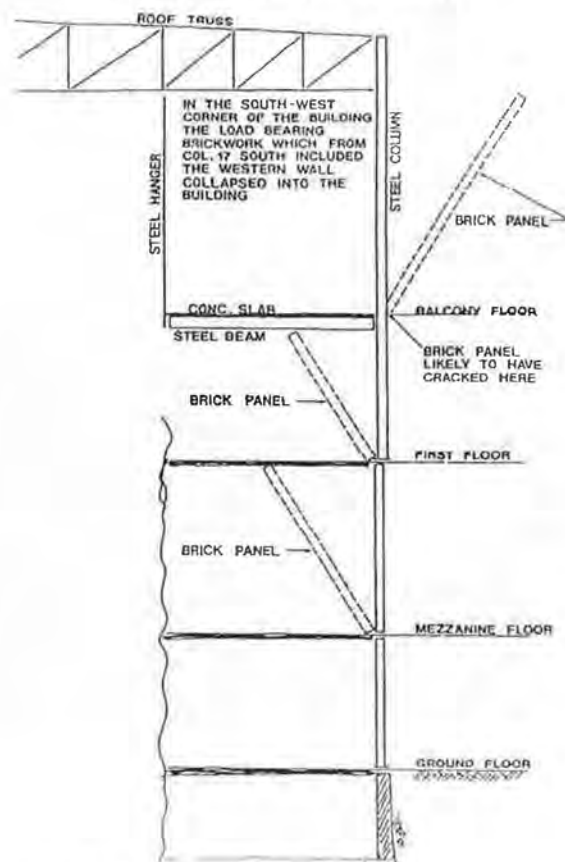 ROOF TRUSS
IN THE SOUTH-WEST
CORNER OF THE BUILDING
THE LOAD BEARING
BRICKWORK WHICH FROM
COL. 17 SOUTH INCLUDED
THE WESTERN WALL
COLLAPSED INTO THE
BUILDING
STEEL HANGER
STEEL COLUMN
BRICK PANEL
CONC. SLAB
BALCONY FLOOR
STEEL BEAM
BRICK PANEL
LIKELY TO HAVE
CRACKED HERE
BRICK PANEL
FIRST FLOOR
BRICK PANEL
MEZZANINE FLOOR
GROUND FLOOR